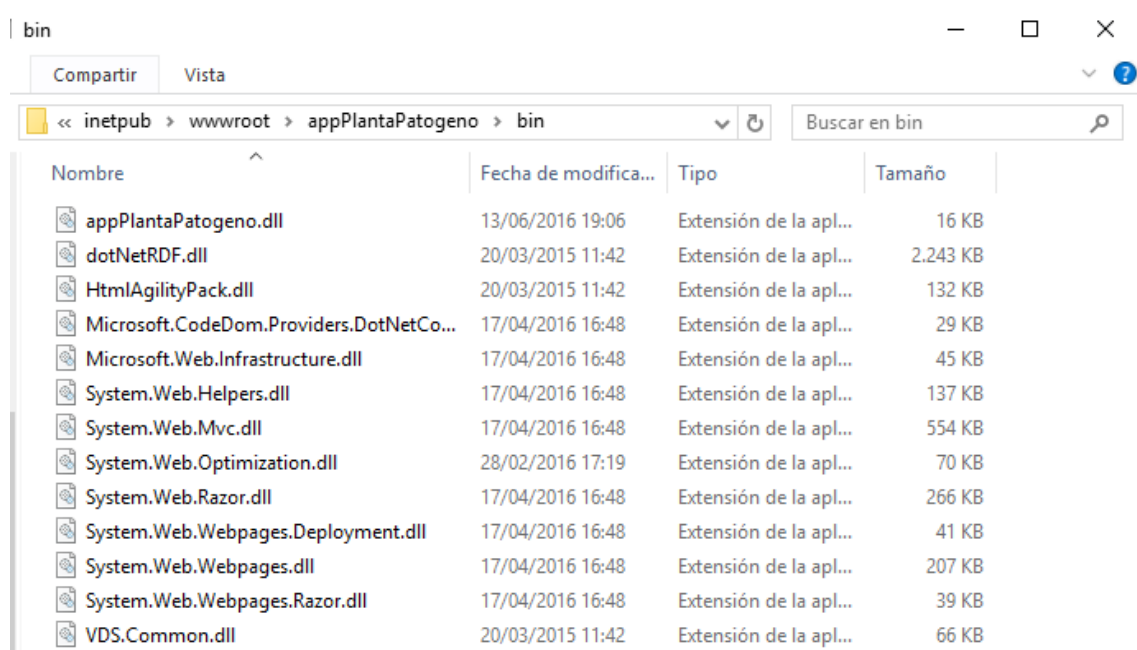 bin
Compartir Vista
« inetpub > wwwroot > appPlantaPatogeno > bin Buscar en bin
Nombre Fecha de modifica... Tipo Tamaño
appPlantaPatogeno.dll 13/06/2016 19:06 Extensión de la apl... 16 KB
dotNetRDF.dll 20/03/2015 11:42 Extensión de la apl... 2.243 KB
HtmlAgilityPack.dll 20/03/2015 11:42 Extensión de la apl... 132 KB
Microsoft.CodeDom.Providers.DotNetCo... 17/04/2016 16:48 Extensión de la apl... 29 KB
Microsoft.Web.Infrastructure.dll 17/04/2016 16:48 Extensión de la apl... 45 KB
System.Web.Helpers.dll 17/04/2016 16:48 Extensión de la apl... 137 KB
System.Web.Mvc.dll 17/04/2016 16:48 Extensión de la apl... 554 KB
System.Web.Optimization.dll 28/02/2016 17:19 Extensión de la apl... 70 KB
System.Web.Razor.dll 17/04/2016 16:48 Extensión de la apl... 266 KB
System.Web.Webpages.Deployment.dll 17/04/2016 16:48 Extensión de la apl... 41 KB
System.Web.Webpages.dll 17/04/2016 16:48 Extensión de la apl... 207 KB
System.Web.Webpages.Razor.dll 17/04/2016 16:48 Extensión de la apl... 39 KB
VDS.Common.dll 20/03/2015 11:42 Extensión de la apl... 66 KB